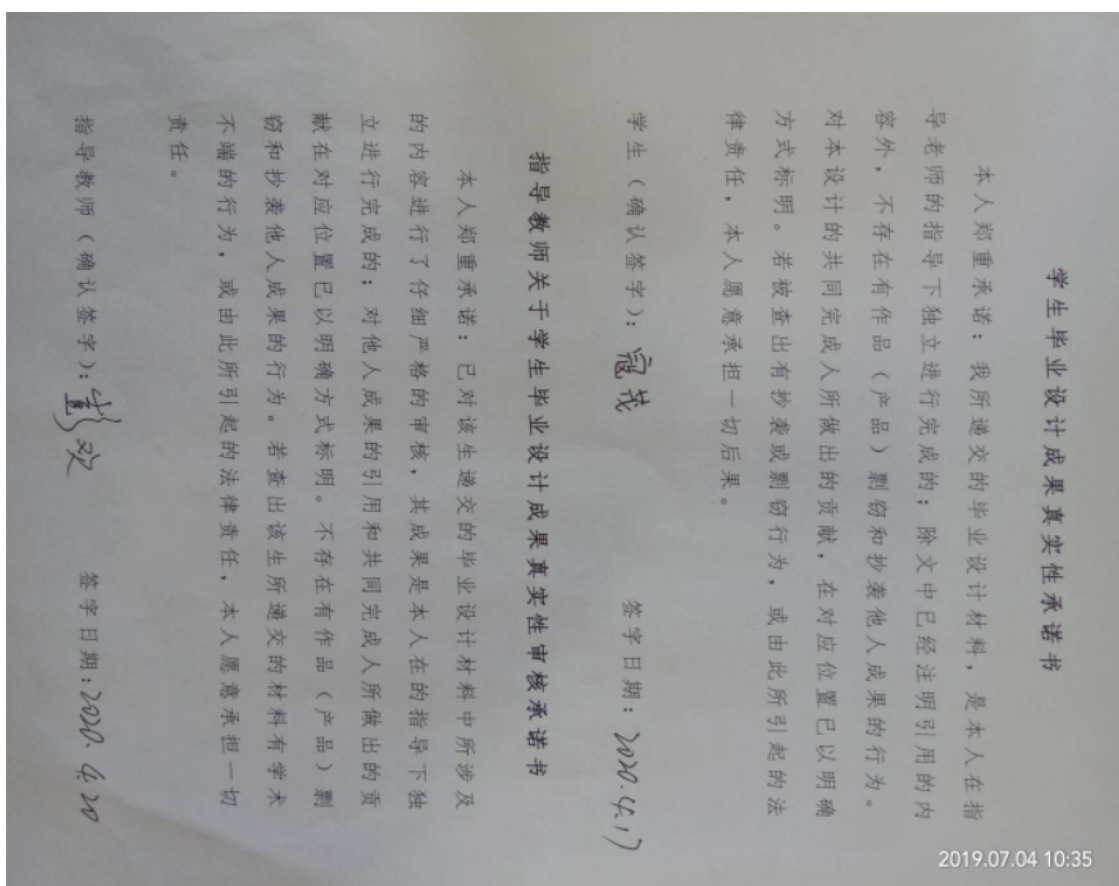 学生毕业设计成果真实性承诺书
本人郑重承诺：我所递交的毕业设计材料，是本人在指
导老师的指导下独立进行完成的；除文中已经注明引用的内
容外，不存在有作品（产品）剽窃和抄袭他人成果的行为。
对本设计的共同完成人所做出的贡献，在对应位置已以明确
方式标明。若被查出有抄袭或剽窃行为，或由此所引起的法
律责任，本人愿意承担一切后果。
学生（确认签字）：寇茂 签字日期：2020.4.17
指导教师关于学生毕业设计成果真实性审核承诺书
本人郑重承诺：已对该生递交的毕业设计材料中所涉及
的内容进行了仔细严格的审核，其成果是本人在的指导下独
立进行完成的；对他人成果的引用和共同完成人所做出的贡
献在对应位置已以明确方式标明。不存在有作品（产品）剽
窃和抄袭他人成果的行为。若查出该生所递交的材料有学术
不端的行为，或由此所引起的法律责任，本人愿意承担一切
责任。
指导教师（确认签字）： 签字日期：2020.4.20
2019.07.04 10:35